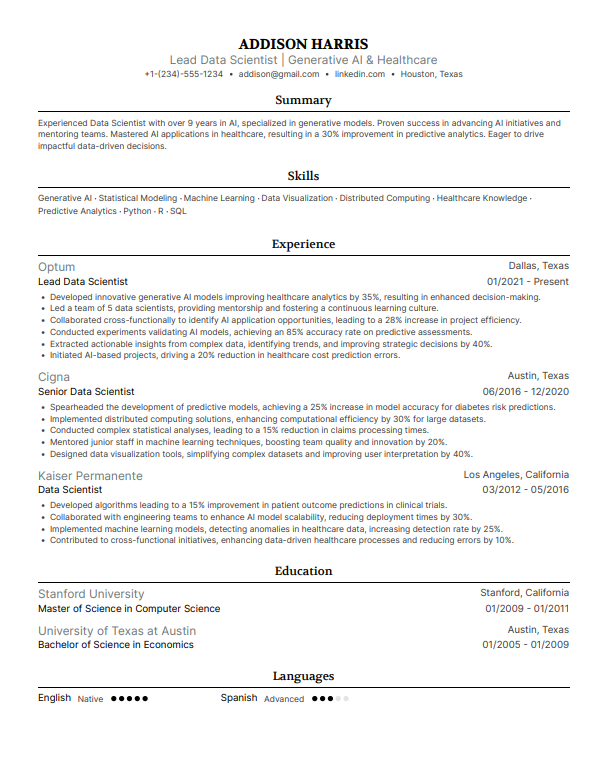 ADDISON HARRIS
Lead Data Scientist | Generative AI & Healthcare
+1-(234)-555-1234 • addison@gmail.com • linkedin.com • Houston, Texas
Summary
Experienced Data Scientist with over 9 years in AI, specialized in generative models. Proven success in advancing AI initiatives and
mentoring teams. Mastered AI applications in healthcare, resulting in a 30% improvement in predictive analytics. Eager to drive
impactful data-driven decisions.
Skills
Generative AI · Statistical Modeling · Machine Learning · Data Visualization · Distributed Computing · Healthcare Knowledge ·
Predictive Analytics · Python · R · SQL
Experience
Optum Dallas, Texas
Lead Data Scientist 01/2021 - Present
• Developed innovative generative AI models improving healthcare analytics by 35%, resulting in enhanced decision-making.
• Led a team of 5 data scientists, providing mentorship and fostering a continuous learning culture.
• Collaborated cross-functionally to identify AI application opportunities, leading to a 28% increase in project efficiency.
• Conducted experiments validating AI models, achieving an 85% accuracy rate on predictive assessments.
• Extracted actionable insights from complex data, identifying trends, and improving strategic decisions by 40%.
• Initiated AI-based projects, driving a 20% reduction in healthcare cost prediction errors.
Cigna Austin, Texas
Senior Data Scientist 06/2016 - 12/2020
• Spearheaded the development of predictive models, achieving a 25% increase in model accuracy for diabetes risk predictions.
• Implemented distributed computing solutions, enhancing computational efficiency by 30% for large datasets.
• Conducted complex statistical analyses, leading to a 15% reduction in claims processing times.
• Mentored junior staff in machine learning techniques, boosting team quality and innovation by 20%.
• Designed data visualization tools, simplifying complex datasets and improving user interpretation by 40%.
Kaiser Permanente Los Angeles, California
Data Scientist 03/2012 - 05/2016
• Developed algorithms leading to a 15% improvement in patient outcome predictions in clinical trials.
• Collaborated with engineering teams to enhance AI model scalability, reducing deployment times by 30%.
• Implemented machine learning models, detecting anomalies in healthcare data, increasing detection rate by 25%.
• Contributed to cross-functional initiatives, enhancing data-driven healthcare processes and reducing errors by 10%.
Education
Stanford University Stanford, California
Master of Science in Computer Science 01/2009 - 01/2011
University of Texas at Austin Austin, Texas
Bachelor of Science in Economics 01/2005 - 01/2009
Languages
English Native Spanish Advanced